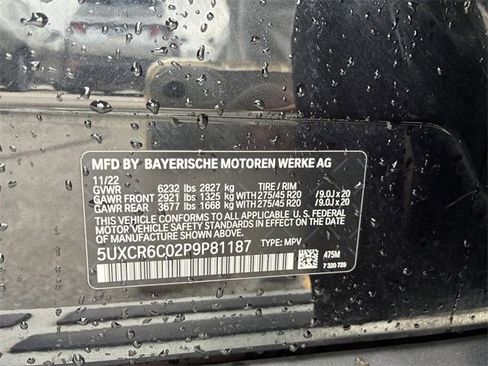 MFD BY BAYERISCHE MOTOREN WERKE AG
11/22
GVWR 6232 lbs 2827 kg TIRE / RIM
GAWR FRONT 2921 lbs 1325 kg WITH 275/45 R20 /9.0J x 20
GAWR REAR 3677 lbs 1668 kg WITH 275/45 R20 /9.0J x 20
THIS VEHICLE CONFORMS TO ALL APPLICABLE U.S. FEDERAL
MOTOR VEHICLE SAFETY STANDARDS IN EFFECT ON THE
DATE OF MANUFACTURE SHOWN ABOVE.
5UXCR6C02P9P81187 TYPE: MPV 475M
7 320 729